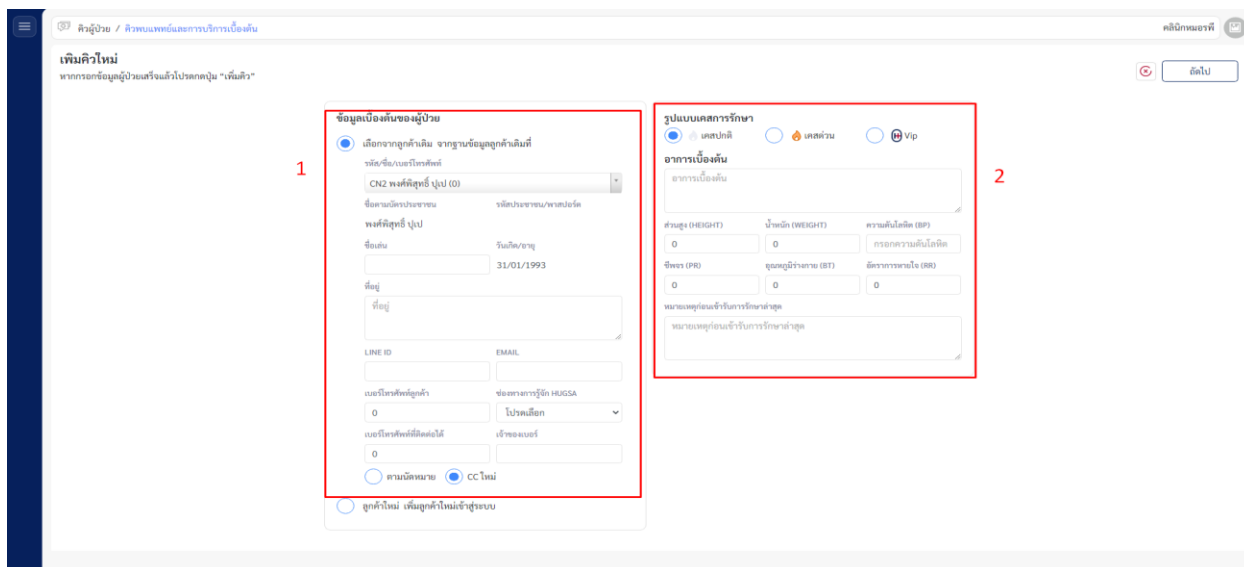 คิวผู้ป่วย / คิวพบแพทย์และการบริการเบื้องต้น
คลินิกหมอรพี
เพิ่มคิวใหม่
หากกรอกข้อมูลผู้ป่วยเสร็จแล้วโปรดกดปุ่ม "เพิ่มคิว"
ถัดไป
1
ข้อมูลเบื้องต้นของผู้ป่วย
เลือกจากลูกค้าเดิม จากฐานข้อมูลลูกค้าเดิมที่
รหัส/ชื่อ/เบอร์โทรศัพท์
CN2 พงศ์พิสุทธิ์ ปูเป (0)
ชื่อตามบัตรประชาชน รหัสประชาชน/พาสปอร์ต
พงศ์พิสุทธิ์ ปูเป
ชื่อเล่น วันเกิด/อายุ
31/01/1993
ที่อยู่
ที่อยู่
LINE ID EMAIL
เบอร์โทรศัพท์ลูกค้า ช่องทางการรู้จัก HUGSA
0 โปรดเลือก
เบอร์โทรศัพท์ที่ติดต่อได้ เจ้าของเบอร์
0
ตามนัดหมาย CC ใหม่
ลูกค้าใหม่ เพิ่มลูกค้าใหม่เข้าสู่ระบบ
2
รูปแบบเคสการรักษา
เคสปกติ เคสด่วน Vip
อาการเบื้องต้น
อาการเบื้องต้น
ส่วนสูง (HEIGHT) น้ำหนัก (WEIGHT) ความดันโลหิต (BP)
0 0 กรอกความดันโลหิต
ชีพจร (PR) อุณหภูมิร่างกาย (BT) อัตราการหายใจ (RR)
0 0 0
หมายเหตุก่อนเข้ารับการรักษาล่าสุด
หมายเหตุก่อนเข้ารับการรักษาล่าสุด